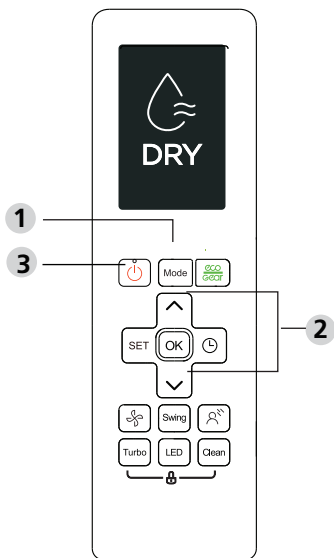 DRY
1
3
Mode
eco
Gear
SET
OK
2
Swing
Turbo
LED
Clean